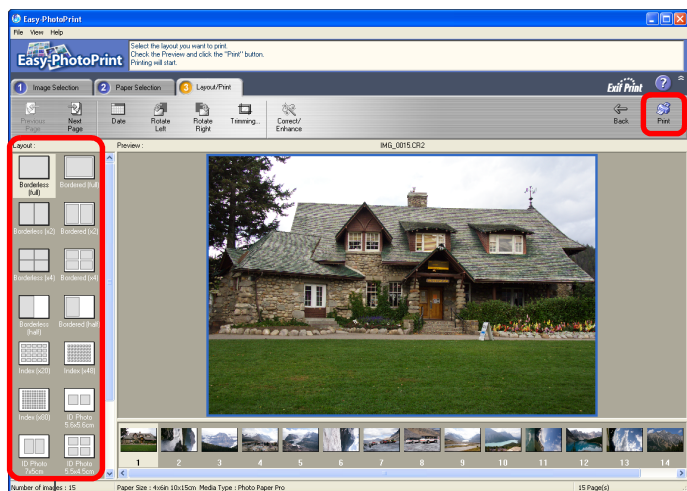 Easy-PhotoPrint
File View Help
Easy-PhotoPrint
Select the layout you want to print.
Check the Preview and click the "Print" button.
Printing will start.
1 Image Selection
2 Paper Selection
3 Layout/Print
Exif Print
?
Previous Page
Next Page
Date
Rotate Left
Rotate Right
Trimming...
Correct/Enhance
Back
Print
Layout :
Preview :
IMG_0015.CR2
Borderless (full)
Bordered (full)
Borderless (x2)
Bordered (x2)
Borderless (x4)
Bordered (x4)
Borderless (half)
Bordered (half)
Index (x20)
Index (x40)
Index (x80)
ID Photo 5.6x5.6cm
ID Photo 7x5cm
ID Photo 5.5x4.5cm
1 2 3 4 5 6 7 8 9 10 11 12 13 14
Number of images : 15
Paper Size : 4x6in 10x15cm Media Type : Photo Paper Pro
15 Page(s)